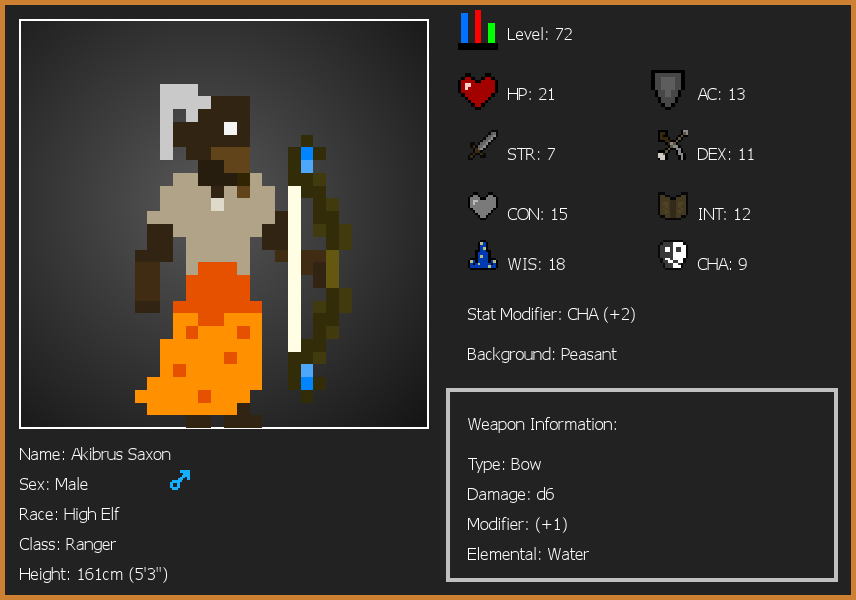 Level: 72
HP: 21
AC: 13
STR: 7
DEX: 11
CON: 15
INT: 12
WIS: 18
CHA: 9
Stat Modifier: CHA (+2)
Background: Peasant
Weapon Information:
Type: Bow
Damage: d6
Modifier: (+1)
Elemental: Water
Name: Akibrus Saxon
Sex: Male
Race: High Elf
Class: Ranger
Height: 161cm (5'3")